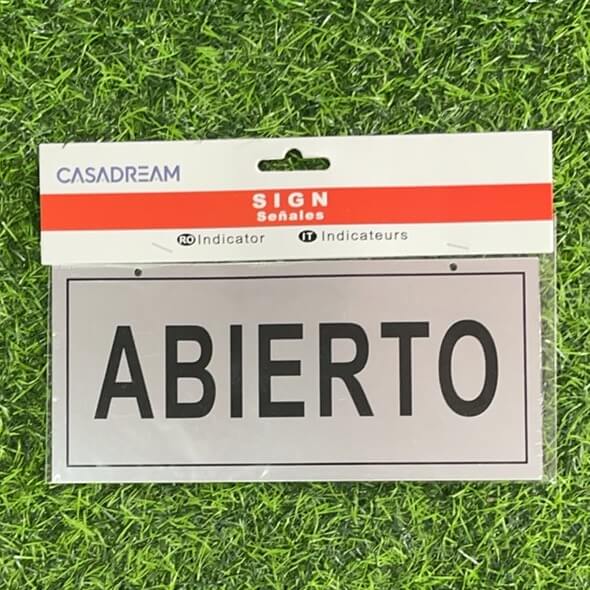 CASADREAM
SIGN
Señales
RO Indicator IT Indicateurs
ABIERTO